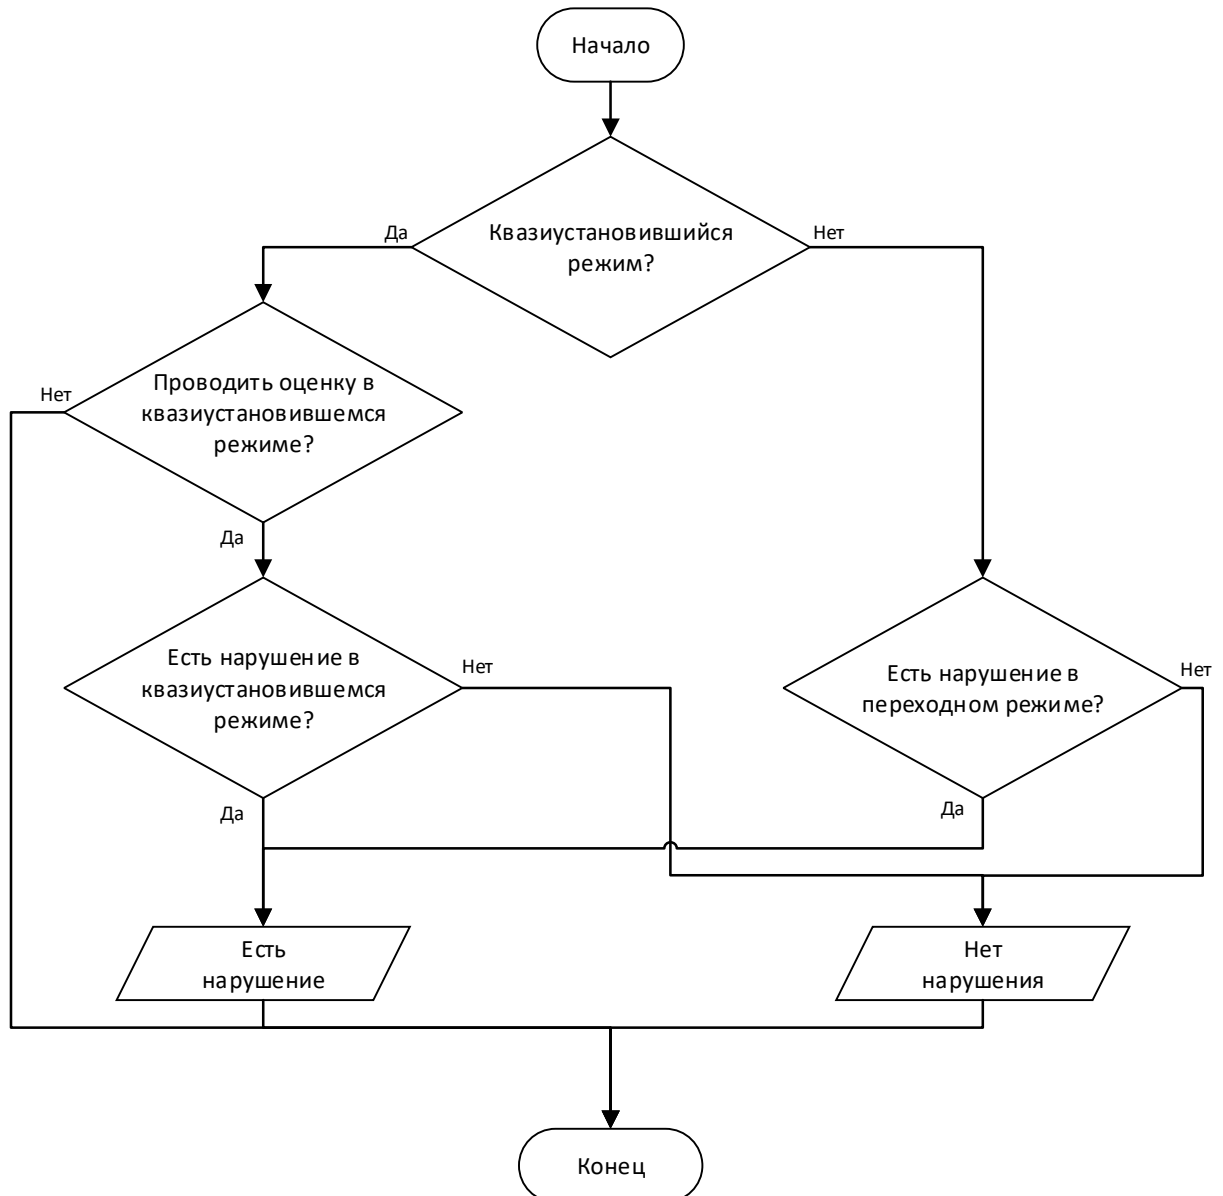 Начало
Да
Квазиустановившийся
режим?
Нет
Нет
Проводить оценку в
квазиустановившемся
режиме?
Да
Есть нарушение в
квазиустановившемся
режиме?
Нет
Есть нарушение в
переходном режиме?
Нет
Да
Да
Есть
нарушение
Нет
нарушения
Конец